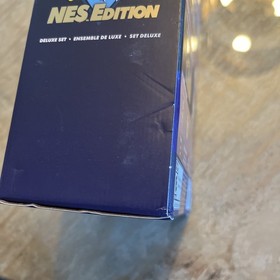 NES EDITION
DELUXE SET • ENSEMBLE DE LUXE • SET DELUXE